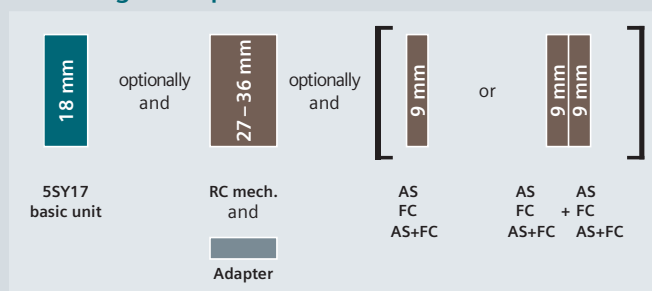 18 mm
optionally
and
27 – 36 mm
optionally
and
9 mm
or
9 mm
9 mm
5SY17
basic unit
RC mech.
and
Adapter
AS
FC
AS+FC
AS AS
FC + FC
AS+FC AS+FC